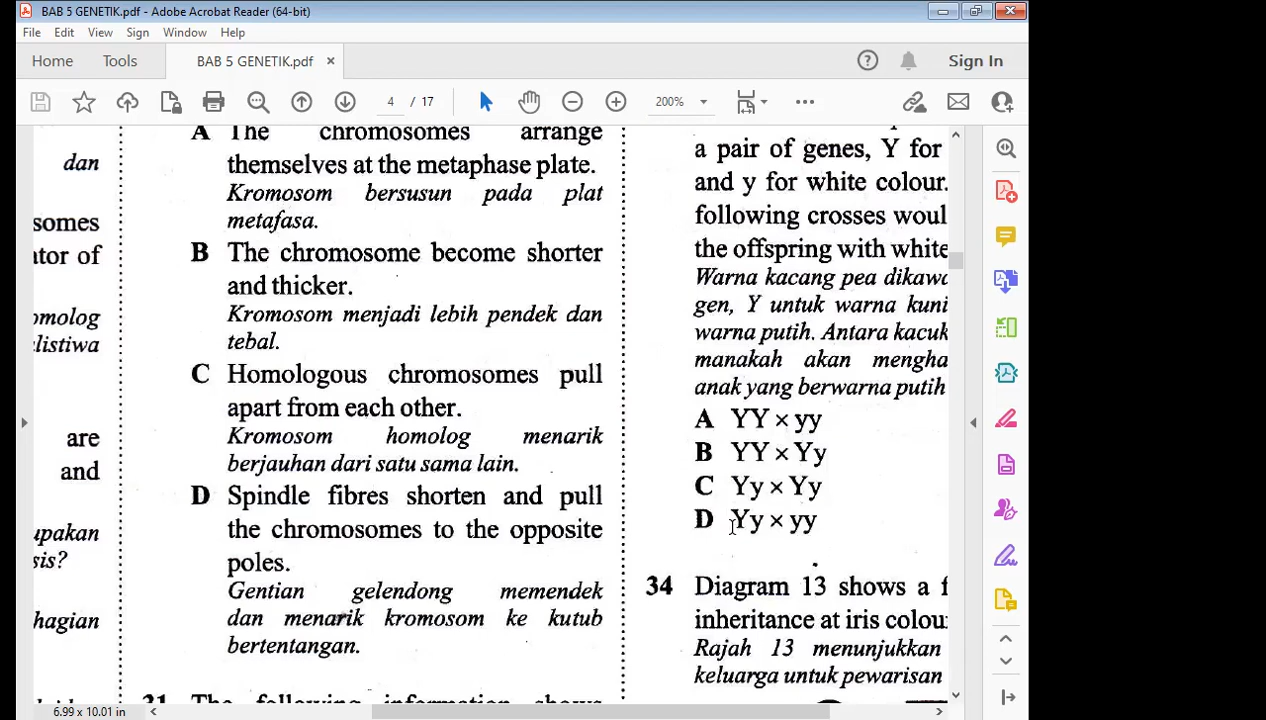 BAB 5 GENETIK.pdf - Adobe Acrobat Reader (64-bit)
File Edit View Sign Window Help
Home Tools BAB 5 GENETIK.pdf × Sign In
4 / 17 200%
dan
somes
ator of
omolog
listiwa
are
and
upakan
sis?
hagian
A The chromosomes arrange
themselves at the metaphase plate.
Kromosom bersusun pada plat
metafasa.
B The chromosome become shorter
and thicker.
Kromosom menjadi lebih pendek dan
tebal.
C Homologous chromosomes pull
apart from each other.
Kromosom homolog menarik
berjauhan dari satu sama lain.
D Spindle fibres shorten and pull
the chromosomes to the opposite
poles.
Gentian gelendong memendek
dan menarik kromosom ke kutub
bertentangan.
31 The following information shows
a pair of genes, Y for
and y for white colour.
following crosses woul
the offspring with white
Warna kacang pea dikawa
gen, Y untuk warna kuni
warna putih. Antara kacuk
manakah akan mengha
anak yang berwarna putih
A YY × yy
B YY × Yy
C Yy × Yy
D Yy × yy
34 Diagram 13 shows a f
inheritance at iris colou
Rajah 13 menunjukkan
keluarga untuk pewarisan
6.99 x 10.01 in